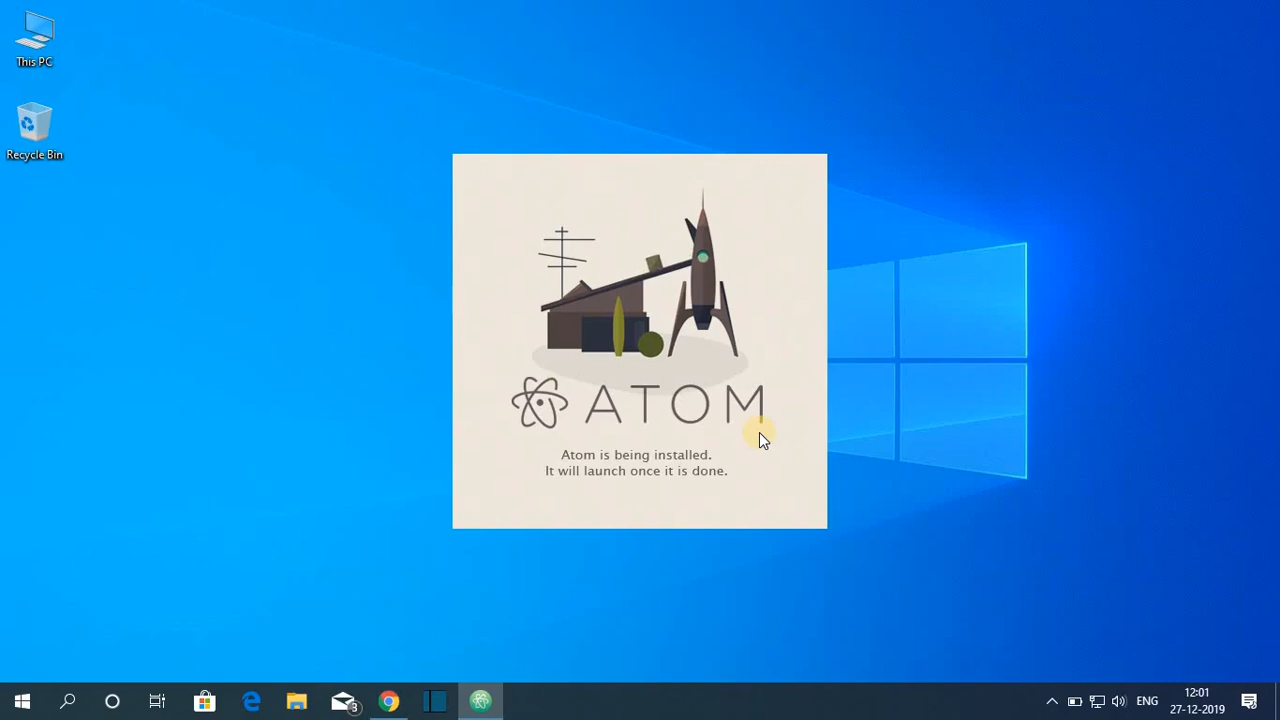 This PC
Recycle Bin
ATOM
Atom is being installed.
It will launch once it is done.
3
ENG
12:01
27-12-2019